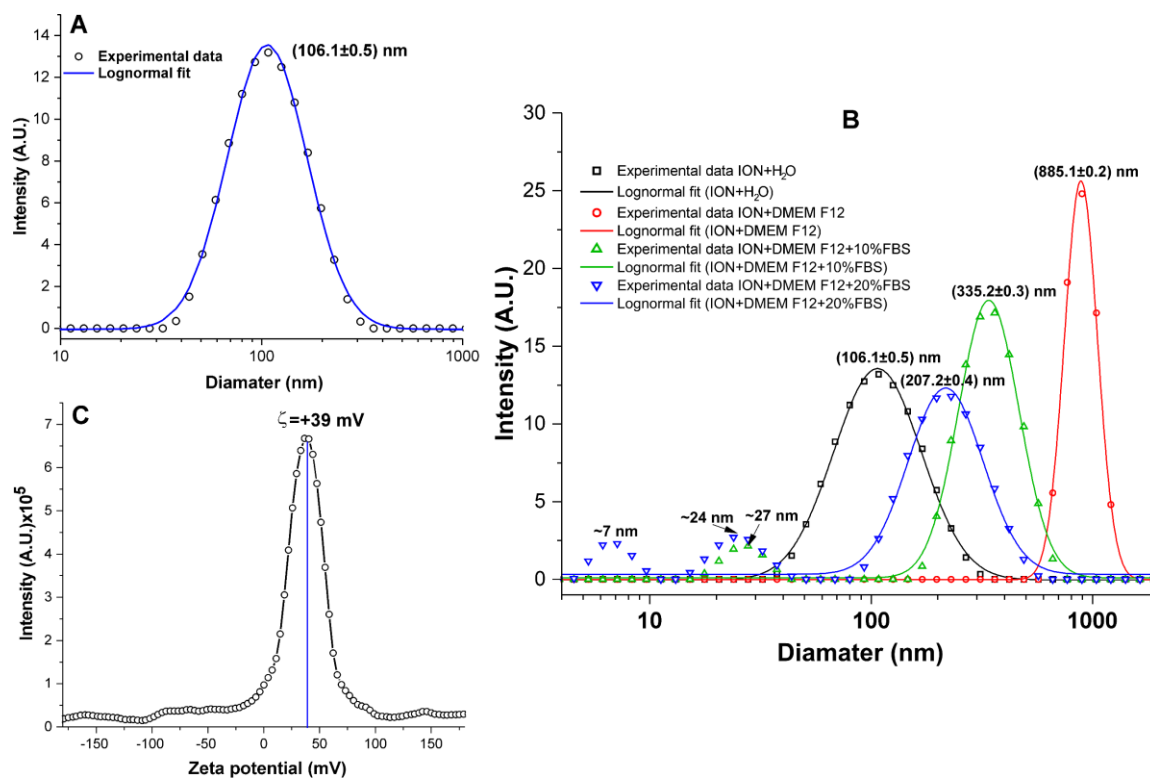 A
14
12
10
8
6
4
2
0
Intensity (A.U.)
Experimental data
Lognormal fit
(106.1±0.5) nm
10
100
1000
Diamater (nm)
B
30
25
20
15
10
5
0
Intensity (A.U.)
Experimental data ION+H₂O
Lognormal fit (ION+H₂O)
Experimental data ION+DMEM F12
Lognormal fit (ION+DMEM F12)
Experimental data ION+DMEM F12+10%FBS
Lognormal fit (ION+DMEM F12+10%FBS)
Experimental data ION+DMEM F12+20%FBS
Lognormal fit (ION+DMEM F12+20%FBS)
(885.1±0.2) nm
(335.2±0.3) nm
(106.1±0.5) nm
(207.2±0.4) nm
~7 nm
~24 nm
~27 nm
10
100
1000
Diamater (nm)
C
ζ=+39 mV
7
6
5
4
3
2
1
0
Intensity (A.U.)x10⁵
-150
-100
-50
0
50
100
150
Zeta potential (mV)